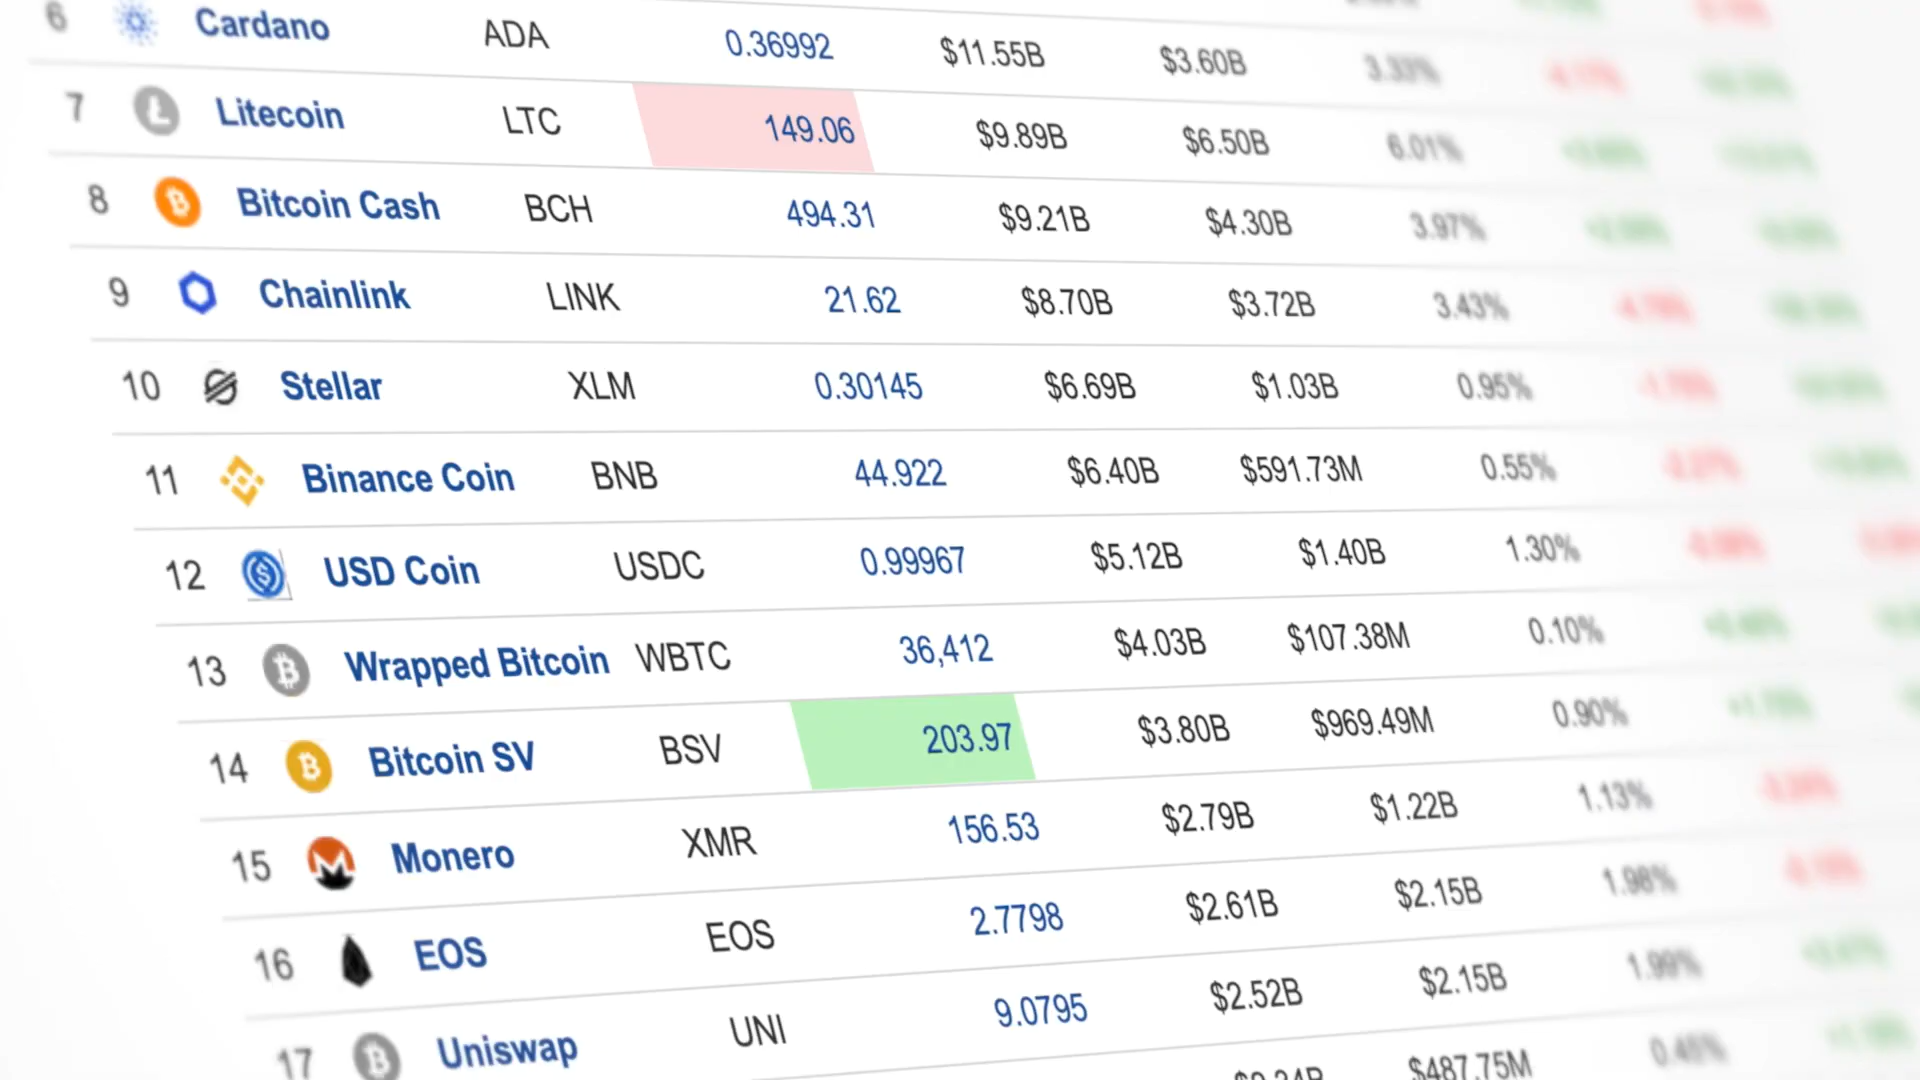 6 Cardano ADA 0.36992 $11.55B $3.60B 3.33%
7 Litecoin LTC 149.06 $9.89B $6.50B 6.01%
8 Bitcoin Cash BCH 494.31 $9.21B $4.30B 3.97%
9 Chainlink LINK 21.62 $8.70B $3.72B 3.43%
10 Stellar XLM 0.30145 $6.69B $1.03B 0.95%
11 Binance Coin BNB 44.922 $6.40B $591.73M 0.55%
12 USD Coin USDC 0.99967 $5.12B $1.40B 1.30%
13 Wrapped Bitcoin WBTC 36,412 $4.03B $107.38M 0.10%
14 Bitcoin SV BSV 203.97 $3.80B $969.49M 0.90%
15 Monero XMR 156.53 $2.79B $1.22B 1.13%
16 EOS EOS 2.7798 $2.61B $2.15B 1.98%
17 Uniswap UNI 9.0795 $2.52B $2.15B 1.99%
$487.75M 0.45%